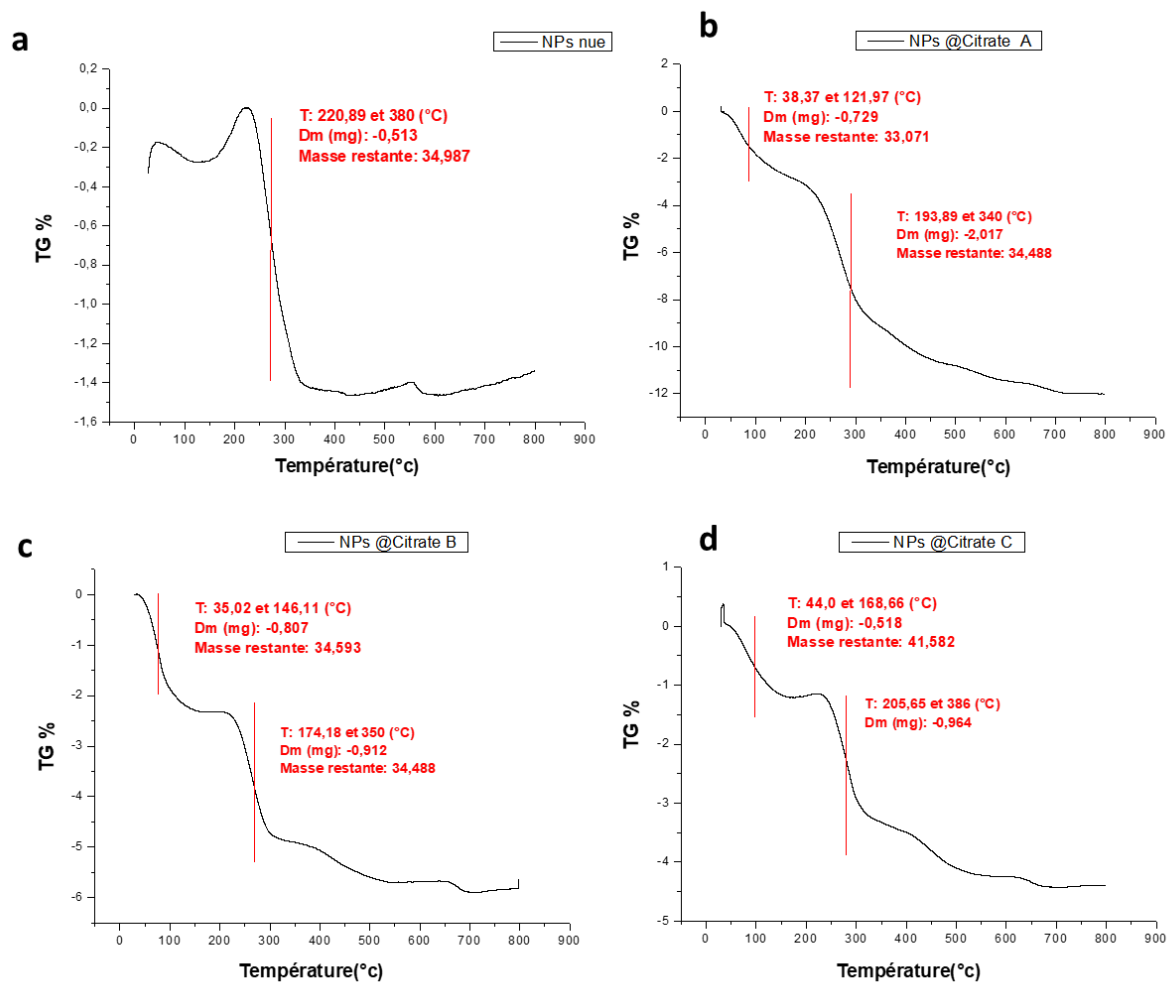 a
NPs nue
0,2
0,0
-0,2
-0,4
-0,6
-0,8
-1,0
-1,2
-1,4
-1,6
TG %
T: 220,89 et 380 (°C)
Dm (mg): -0,513
Masse restante: 34,987
0 100 200 300 400 500 600 700 800 900
Température(°c)
b
NPs @Citrate A
2
0
-2
-4
-6
-8
-10
-12
TG %
T: 38,37 et 121,97 (°C)
Dm (mg): -0,729
Masse restante: 33,071
T: 193,89 et 340 (°C)
Dm (mg): -2,017
Masse restante: 34,488
0 100 200 300 400 500 600 700 800 900
Température(°c)
c
NPs @Citrate B
0
-1
-2
-3
-4
-5
-6
TG %
T: 35,02 et 146,11 (°C)
Dm (mg): -0,807
Masse restante: 34,593
T: 174,18 et 350 (°C)
Dm (mg): -0,912
Masse restante: 34,488
0 100 200 300 400 500 600 700 800 900
Température(°c)
d
NPs @Citrate C
1
0
-1
-2
-3
-4
-5
TG %
T: 44,0 et 168,66 (°C)
Dm (mg): -0,518
Masse restante: 41,582
T: 205,65 et 386 (°C)
Dm (mg): -0,964
0 100 200 300 400 500 600 700 800 900
Température(°c)